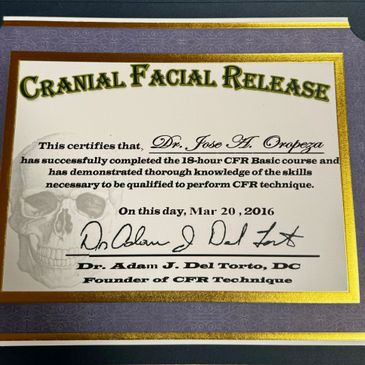 CRANIAL FACIAL RELEASE
This certifies that, Dr. Jose A. Oropeza
has successfully completed the 18-hour CFR Basic course and
has demonstrated thorough knowledge of the skills
necessary to be qualified to perform CFR technique.
On this day, Mar 20, 2016
Dr Adam J Del Torto
Dr. Adam J. Del Torto, DC
Founder of CFR Technique